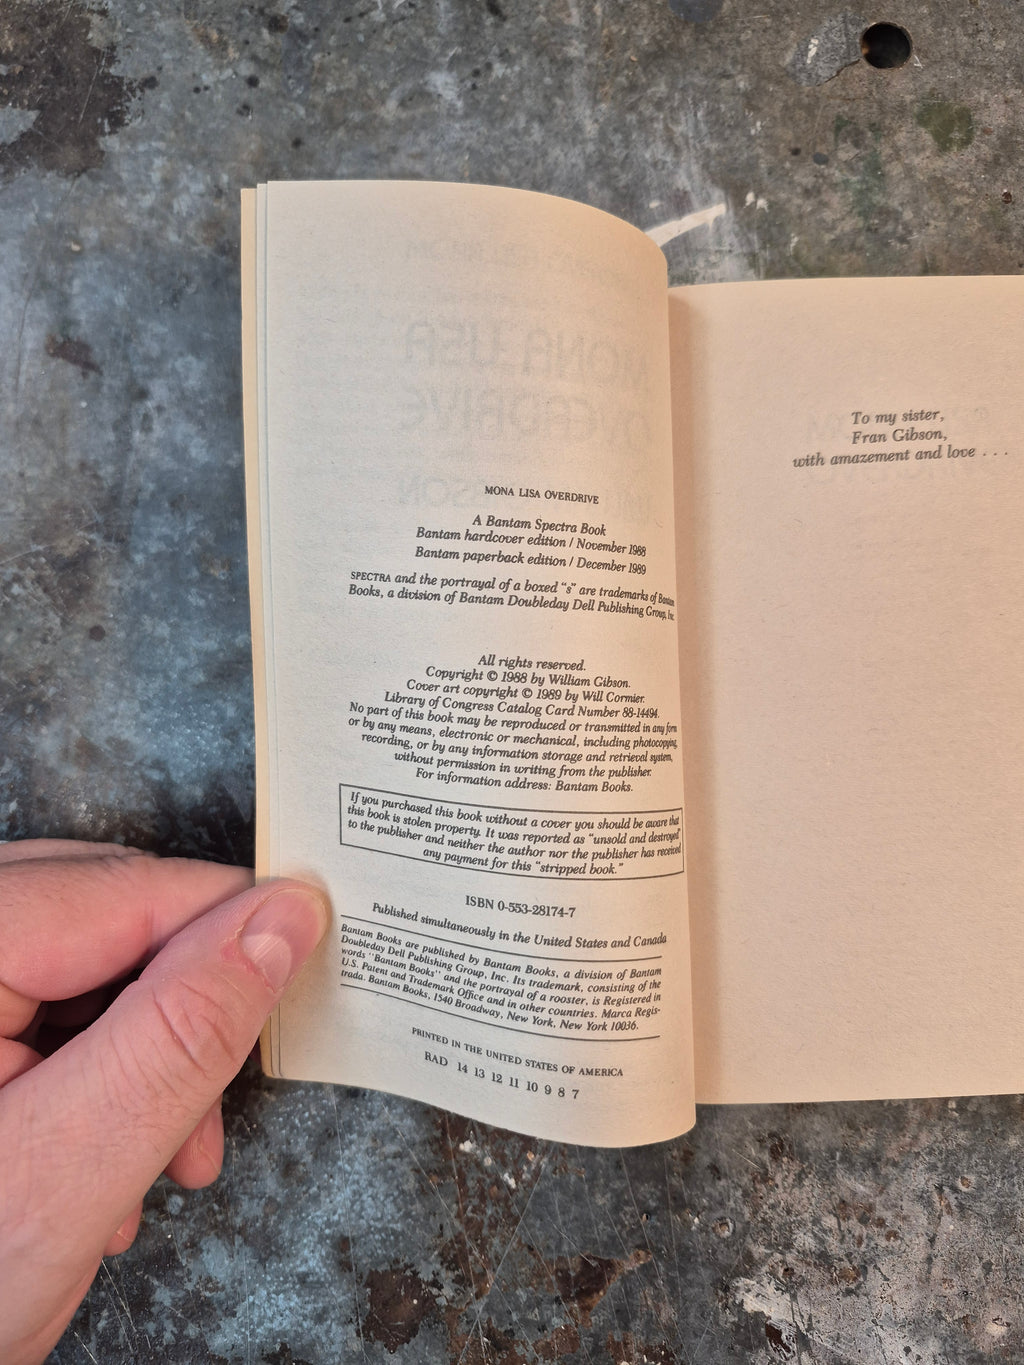 MONA LISA OVERDRIVE
A Bantam Spectra Book
Bantam hardcover edition / November 1988
Bantam paperback edition / December 1989
SPECTRA and the portrayal of a boxed "s" are trademarks of Bantam
Books, a division of Bantam Doubleday Dell Publishing Group, Inc.
All rights reserved.
Copyright © 1988 by William Gibson.
Cover art copyright © 1989 by Will Cormier.
Library of Congress Catalog Card Number 88-14494.
No part of this book may be reproduced or transmitted in any form
or by any means, electronic or mechanical, including photocopying,
recording, or by any information storage and retrieval system,
without permission in writing from the publisher.
For information address: Bantam Books.
If you purchased this book without a cover you should be aware that
this book is stolen property. It was reported as "unsold and destroyed"
to the publisher and neither the author nor the publisher has received
any payment for this "stripped book."
ISBN 0-553-28174-7
Published simultaneously in the United States and Canada
Bantam Books are published by Bantam Books, a division of Bantam
Doubleday Dell Publishing Group, Inc. Its trademark, consisting of the
words "Bantam Books" and the portrayal of a rooster, is Registered in
U.S. Patent and Trademark Office and in other countries. Marca Regis-
trada. Bantam Books, 1540 Broadway, New York, New York 10036.
PRINTED IN THE UNITED STATES OF AMERICA
RAD 14 13 12 11 10 9 8 7
To my sister,
Fran Gibson,
with amazement and love . . .